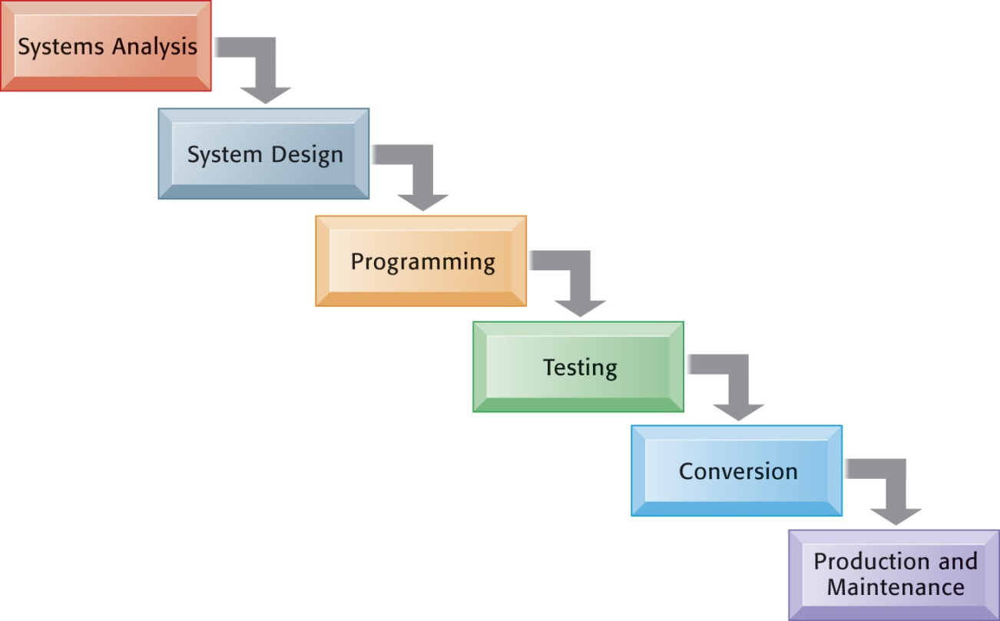 Systems Analysis
System Design
Programming
Testing
Conversion
Production and
Maintenance